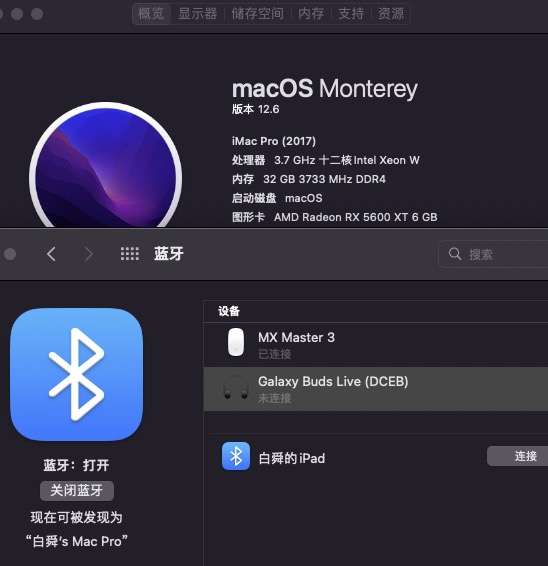 概览 显示器 储存空间 内存 支持 资源
macOS Monterey
版本 12.6
iMac Pro (2017)
处理器 3.7 GHz 十二核Intel Xeon W
内存 32 GB 3733 MHz DDR4
启动磁盘 macOS
图形卡 AMD Radeon RX 5600 XT 6 GB
蓝牙
搜索
设备
MX Master 3
已连接
Galaxy Buds Live (DCEB)
未连接
白舜的iPad
连接
蓝牙：打开
关闭蓝牙
现在可被发现为
“白舜‘s Mac Pro”